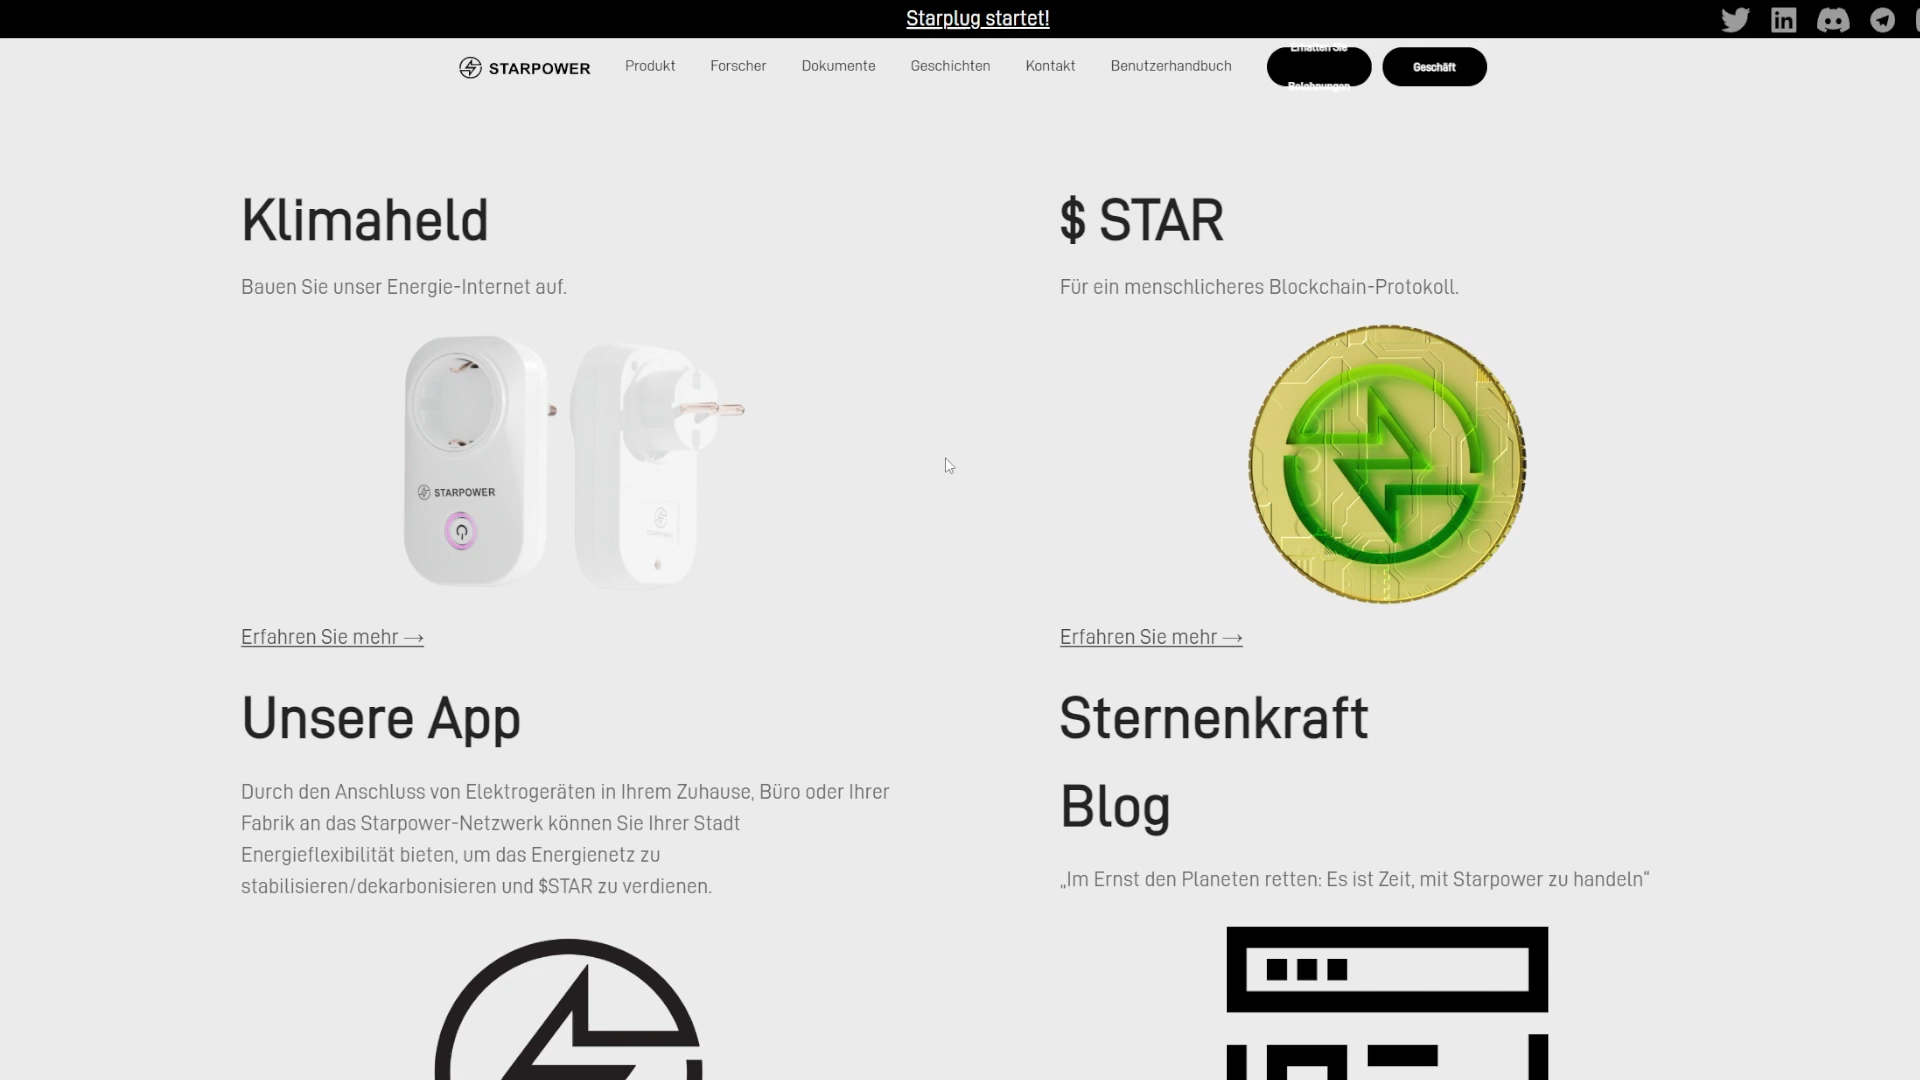 Starplug startet!
STARPOWER
Produkt
Forscher
Dokumente
Geschichten
Kontakt
Benutzerhandbuch
Erhalten Sie
Belohnungen
Geschäft
Klimaheld
Bauen Sie unser Energie-Internet auf.
STARPOWER
Erfahren Sie mehr →
$ STAR
Für ein menschlicheres Blockchain-Protokoll.
Erfahren Sie mehr →
Unsere App
Durch den Anschluss von Elektrogeräten in Ihrem Zuhause, Büro oder Ihrer
Fabrik an das Starpower-Netzwerk können Sie Ihrer Stadt
Energieflexibilität bieten, um das Energienetz zu
stabilisieren/dekarbonisieren und $STAR zu verdienen.
Sternenkraft
Blog
„Im Ernst den Planeten retten: Es ist Zeit, mit Starpower zu handeln“